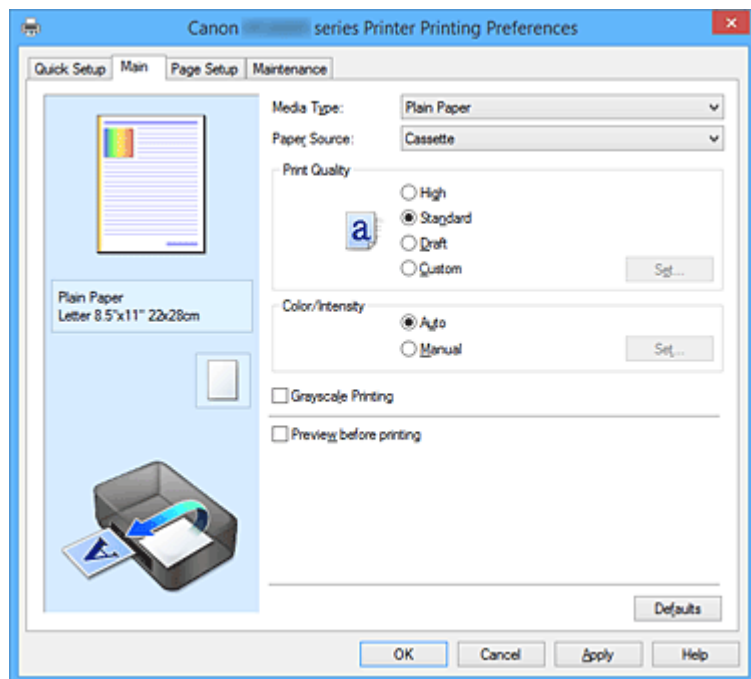 Canon series Printer Printing Preferences
Quick Setup Main Page Setup Maintenance
Media Type: Plain Paper
Paper Source: Cassette
Print Quality
High
a Standard
Draft
Custom Set...
Plain Paper
Letter 8.5"x11" 22x28cm
Color/Intensity
Auto
Manual Set...
Grayscale Printing
Preview before printing
A
Defaults
OK Cancel Apply Help